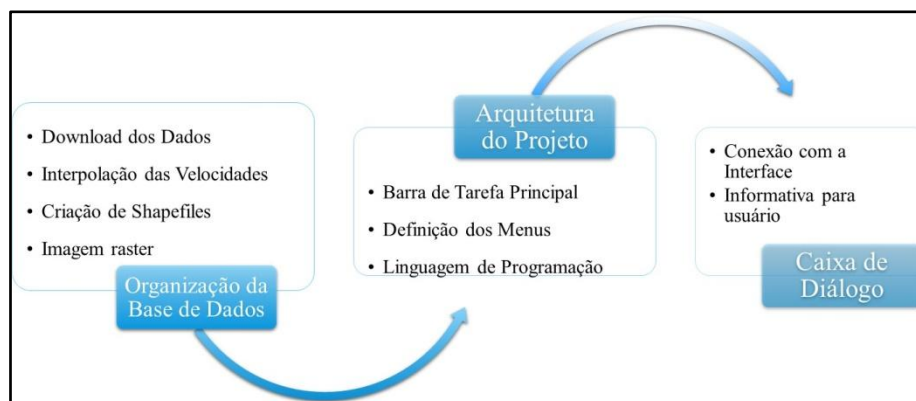 • Download dos Dados
• Interpolação das Velocidades
• Criação de Shapefiles
• Imagem raster
Organização da
Base de Dados
Arquitetura
do Projeto
• Barra de Tarefa Principal
• Definição dos Menus
• Linguagem de Programação
• Conexão com a
Interface
• Informativa para
usuário
Caixa de
Diálogo